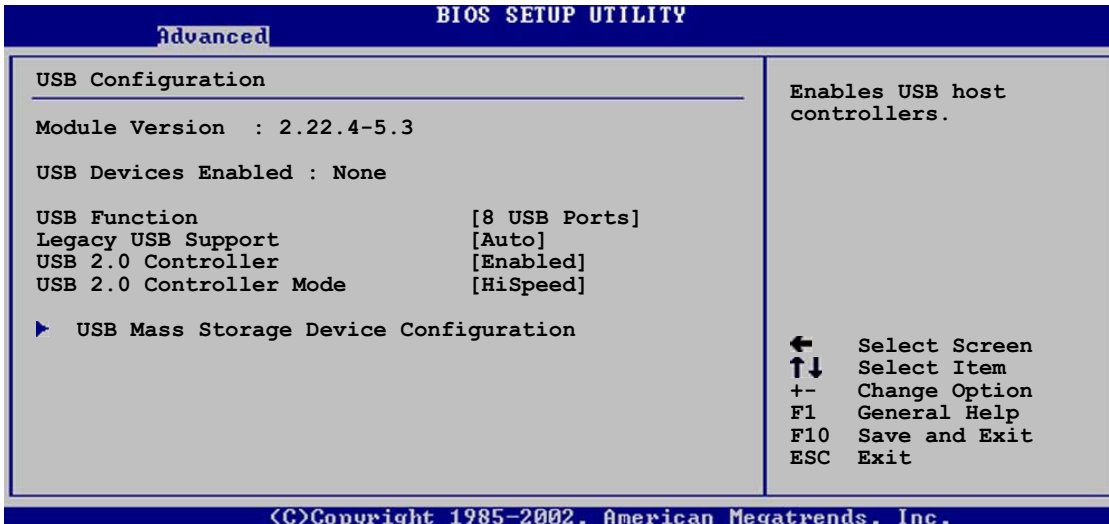 BIOS SETUP UTILITY
Advanced
USB Configuration
Module Version : 2.22.4-5.3
USB Devices Enabled : None
USB Function [8 USB Ports]
Legacy USB Support [Auto]
USB 2.0 Controller [Enabled]
USB 2.0 Controller Mode [HiSpeed]
USB Mass Storage Device Configuration
Enables USB host
controllers.
← Select Screen
↑↓ Select Item
+- Change Option
F1 General Help
F10 Save and Exit
ESC Exit
(C)Copyright 1985-2002, American Megatrends, Inc.